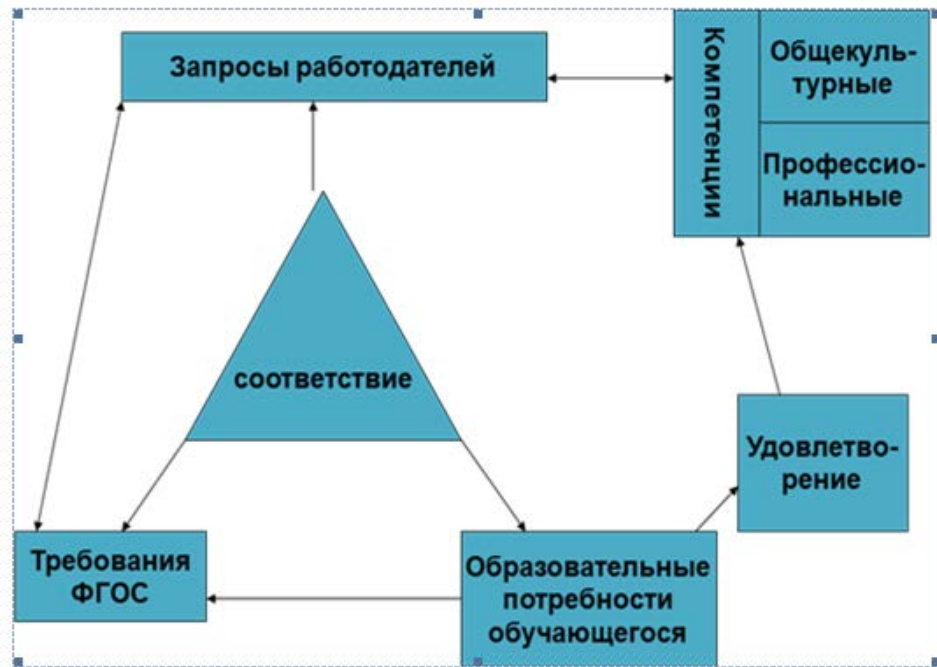 Запросы работодателей
Компетенции
Общекуль-
турные
Профессио-
нальные
соответствие
Удовлетво-
рение
Требования
ФГОС
Образовательные
потребности
обучающегося